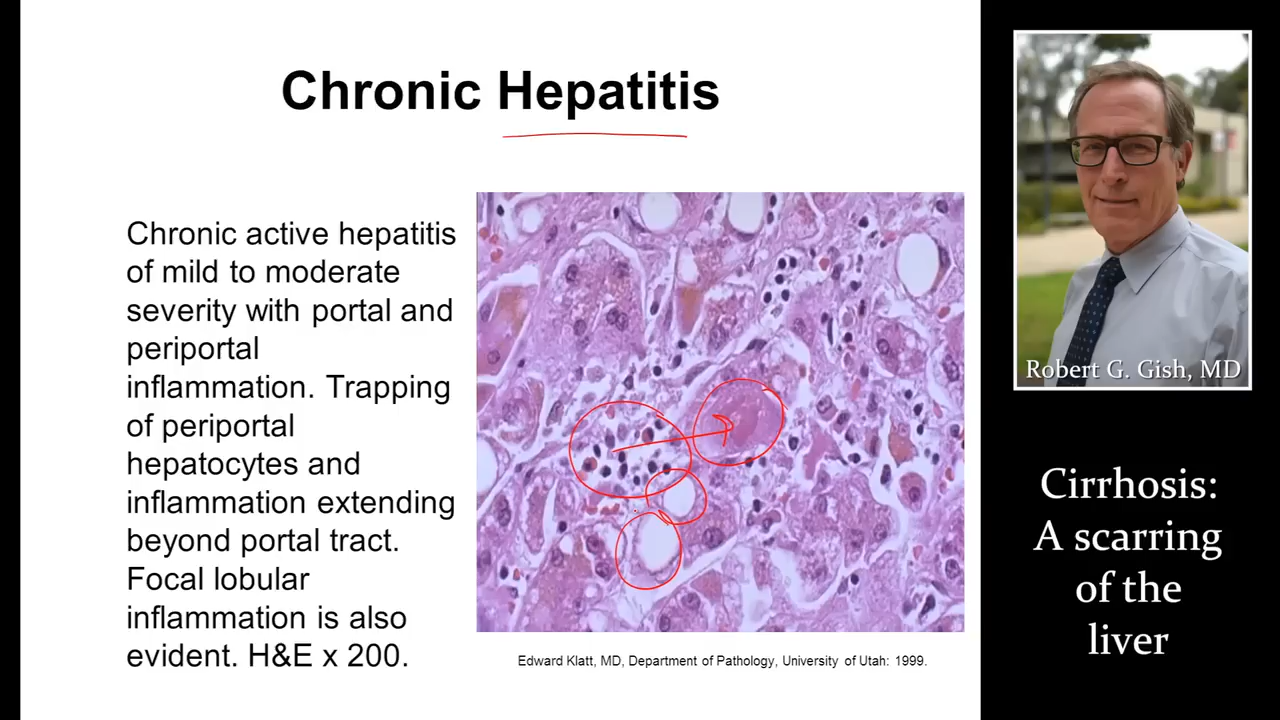 Chronic Hepatitis
Chronic active hepatitis
of mild to moderate
severity with portal and
periportal
inflammation. Trapping
of periportal
hepatocytes and
inflammation extending
beyond portal tract.
Focal lobular
inflammation is also
evident. H&E x 200.
Edward Klatt, MD, Department of Pathology, University of Utah: 1999.
Robert G. Gish, MD
Cirrhosis:
A scarring
of the
liver